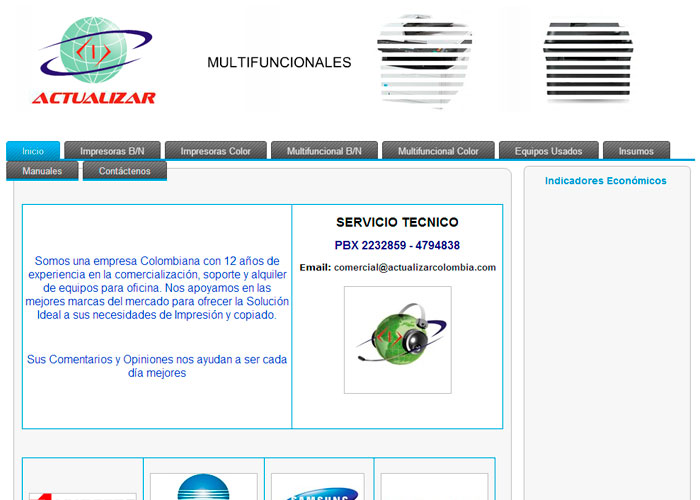 ACTUALIZAR
MULTIFUNCIONALES
Inicio
Impresoras B/N
Impresoras Color
Multifuncional B/N
Multifuncional Color
Equipos Usados
Insumos
Manuales
Contáctenos
Indicadores Económicos
Somos una empresa Colombiana con 12 años de
experiencia en la comercialización, soporte y alquiler
de equipos para oficina. Nos apoyamos en las
mejores marcas del mercado para ofrecer la Solución
Ideal a sus necesidades de Impresión y copiado.
Sus Comentarios y Opiniones nos ayudan a ser cada
día mejores
SERVICIO TECNICO
PBX 2232859 - 4794838
Email: comercial@actualizarcolombia.com
SAMSUNG